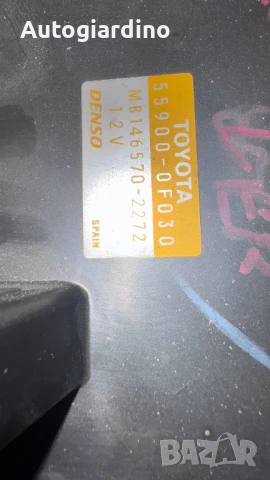 Autogiardino
TOYOTA
55900-0F030
MB146570-2272
12V
DENSO
SPAIN
BAZAR